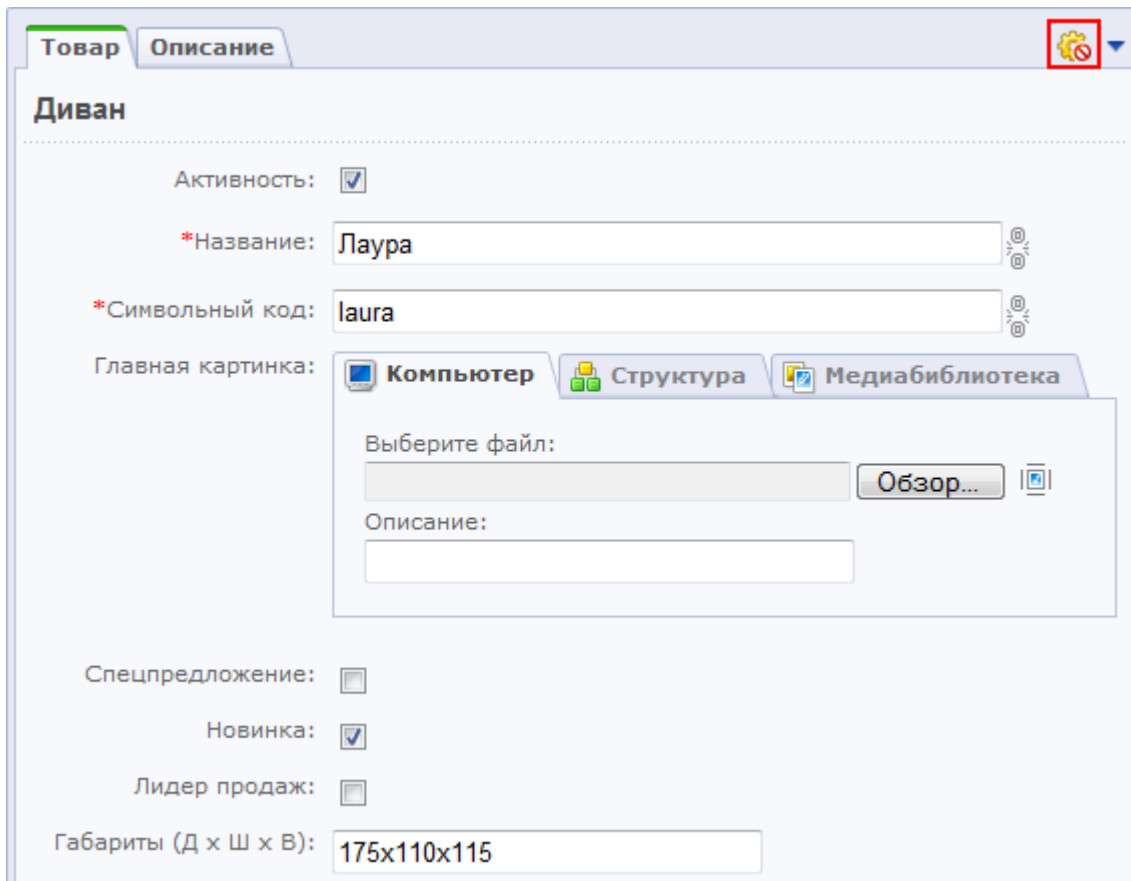 Товар Описание
Диван
Активность:
*Название: Лаура
*Символьный код: laura
Главная картинка: Компьютер Структура Медиабиблиотека
Выберите файл:
Обзор...
Описание:
Спецпредложение:
Новинка:
Лидер продаж:
Габариты (Д x Ш x В): 175x110x115